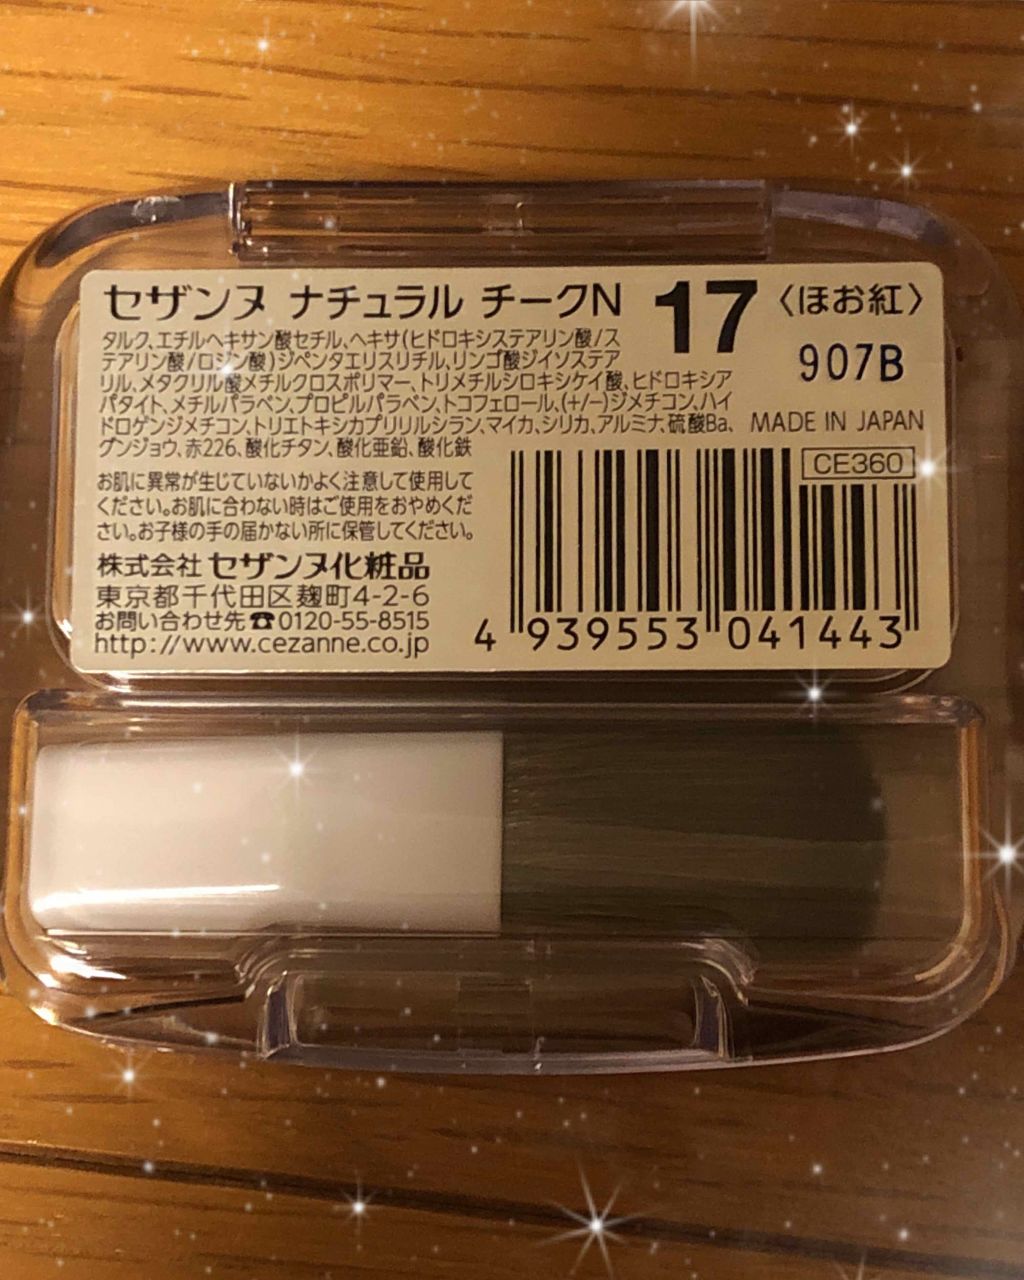 セザンヌ ナチュラル チークN 17 〈ほお紅〉
タルク、エチルヘキサン酸セチル、ヘキサ(ヒドロキシステアリン酸/ス
テアリン酸/ロジン酸)ジペンタエリスリチル、リンゴ酸ジイソステア
リル、メタクリル酸メチルクロスポリマー、トリメチルシロキシケイ酸、ヒドロキシア
パタイト、メチルパラベン、プロピルパラベン、トコフェロール、(+/-)ジメチコン、ハイ
ドロゲンジメチコン、トリエトキシカプリリルシラン、マイカ、シリカ、アルミナ、硫酸Ba、
グンジョウ、赤226、酸化チタン、酸化亜鉛、酸化鉄
907B
MADE IN JAPAN
CE360
お肌に異常が生じていないかよく注意して使用して
ください。お肌に合わない時はご使用をおやめくだ
さい。お子様の手の届かない所に保管してください。
株式会社 セザンヌ化粧品
東京都千代田区麹町4-2-6
お問い合わせ先☎0120-55-8515
http://www.cezanne.co.jp
4 939553 041443